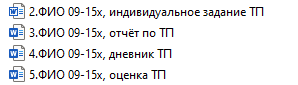 2.ФИО 09-15х, индивидуальное задание ТП
3.ФИО 09-15х, отчёт по ТП
4.ФИО 09-15х, дневник ТП
5.ФИО 09-15х, оценка ТП